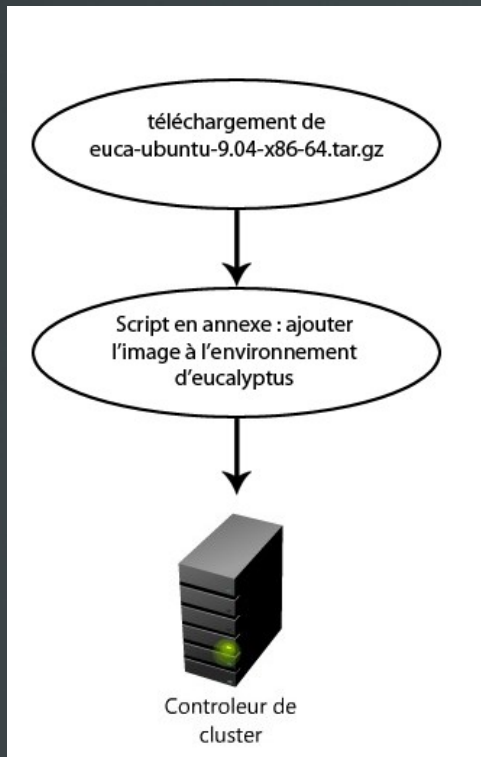 téléchargement de
euca-ubuntu-9.04-x86-64.tar.gz
Script en annexe : ajouter
l'image à l'environnement
d'eucalyptus
Controleur de
cluster